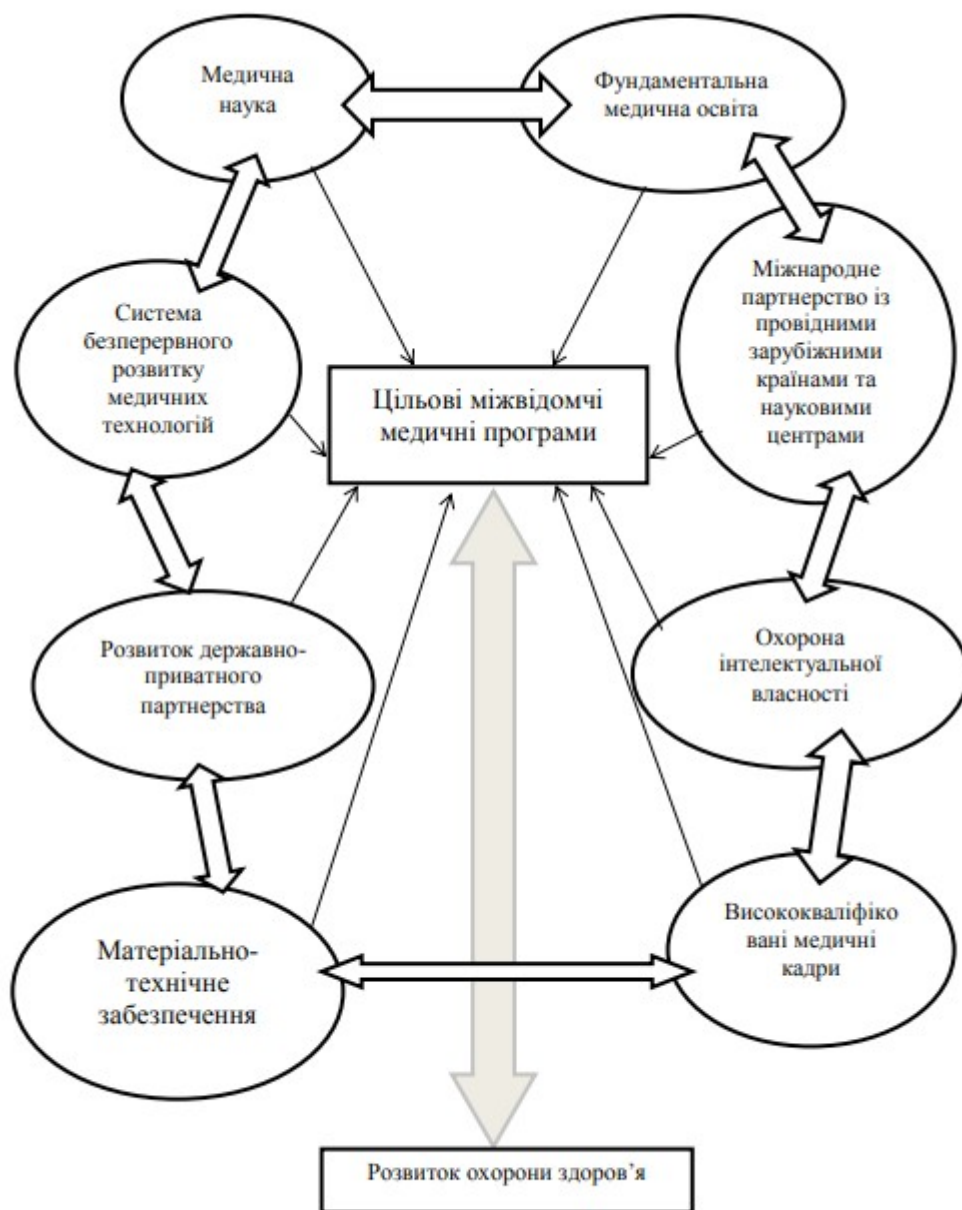 Медична
наука
Фундаментальна
медична освіта
Система
безперервного
розвитку
медичних
технологій
Міжнародне
партнерство із
провідними
зарубіжними
країнами та
науковими
центрами
Цільові міжвідомчі
медичні програми
Розвиток державно-
приватного
партнерства
Охорона
інтелектуальної
власності
Матеріально-
технічне
забезпечення
Висококваліфіко
вані медичні
кадри
Розвиток охорони здоров’я